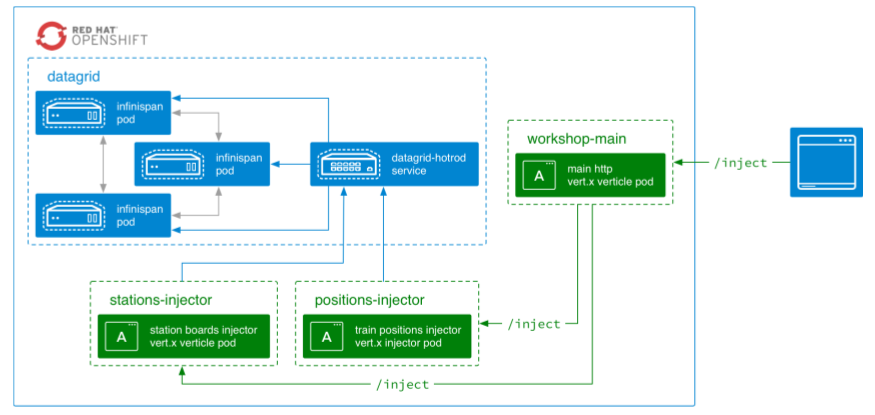 RED HAT
OPENSHIFT
datagrid
infinispan
pod
infinispan
pod
infinispan
pod
datagrid-hotrod
service
workshop-main
A
main http
vert.x verticle pod
/inject
stations-injector
A
station boards injector
vert.x verticle pod
positions-injector
A
train positions injector
vert.x injector pod
/inject
/inject